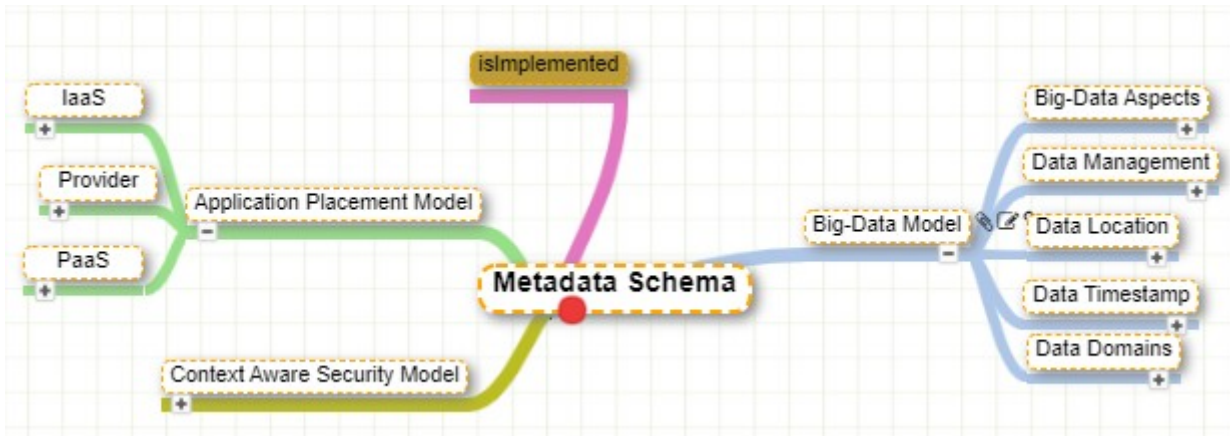 isImplemented
IaaS
Provider
PaaS
Application Placement Model
Metadata Schema
Context Aware Security Model
Big-Data Model
Big-Data Aspects
Data Management
Data Location
Data Timestamp
Data Domains